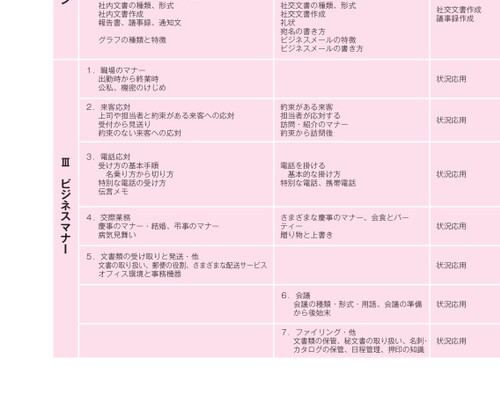 社内文書の種類、形式
社内文書作成
報告書、議事録、通知文
グラフの種類と特徴
社交文書の種類、形式
社交文書作成
礼状
宛名の書き方
ビジネスメールの特徴
ビジネスメールの書き方
社交文書作成
議事録作成
Ⅲ ビジネスマナー
1．職場のマナー
出勤時から終業時
公私、機密のけじめ
状況応用
2．来客応対
上司や担当者と約束がある来客への応対
受付から見送り
約束のない来客への応対
約束がある来客
担当者が応対する
訪問・紹介のマナー
約束から訪問後
状況応用
3．電話応対
受け方の基本手順
名乗り方から切り方
特別な電話の受け方
伝言メモ
電話を掛ける
基本的な掛け方
特別な電話、携帯電話
状況応用
4．交際業務
慶事のマナー・結婚、弔事のマナー
病気見舞い
さまざまな慶事のマナー、会食とパー
ティー
贈り物と上書き
状況応用
5．文書類の受け取りと発送・他
文書の取り扱い、郵便の役割、さまざまな配送サービス
オフィス環境と事務機器
状況応用
6．会議
会議の種類・形式・用語、会議の準備
から後始末
状況応用
7．ファイリング・他
文書類の保管、秘文書の取り扱い、名刺・
カタログの保管、日程管理、押印の知識
状況応用